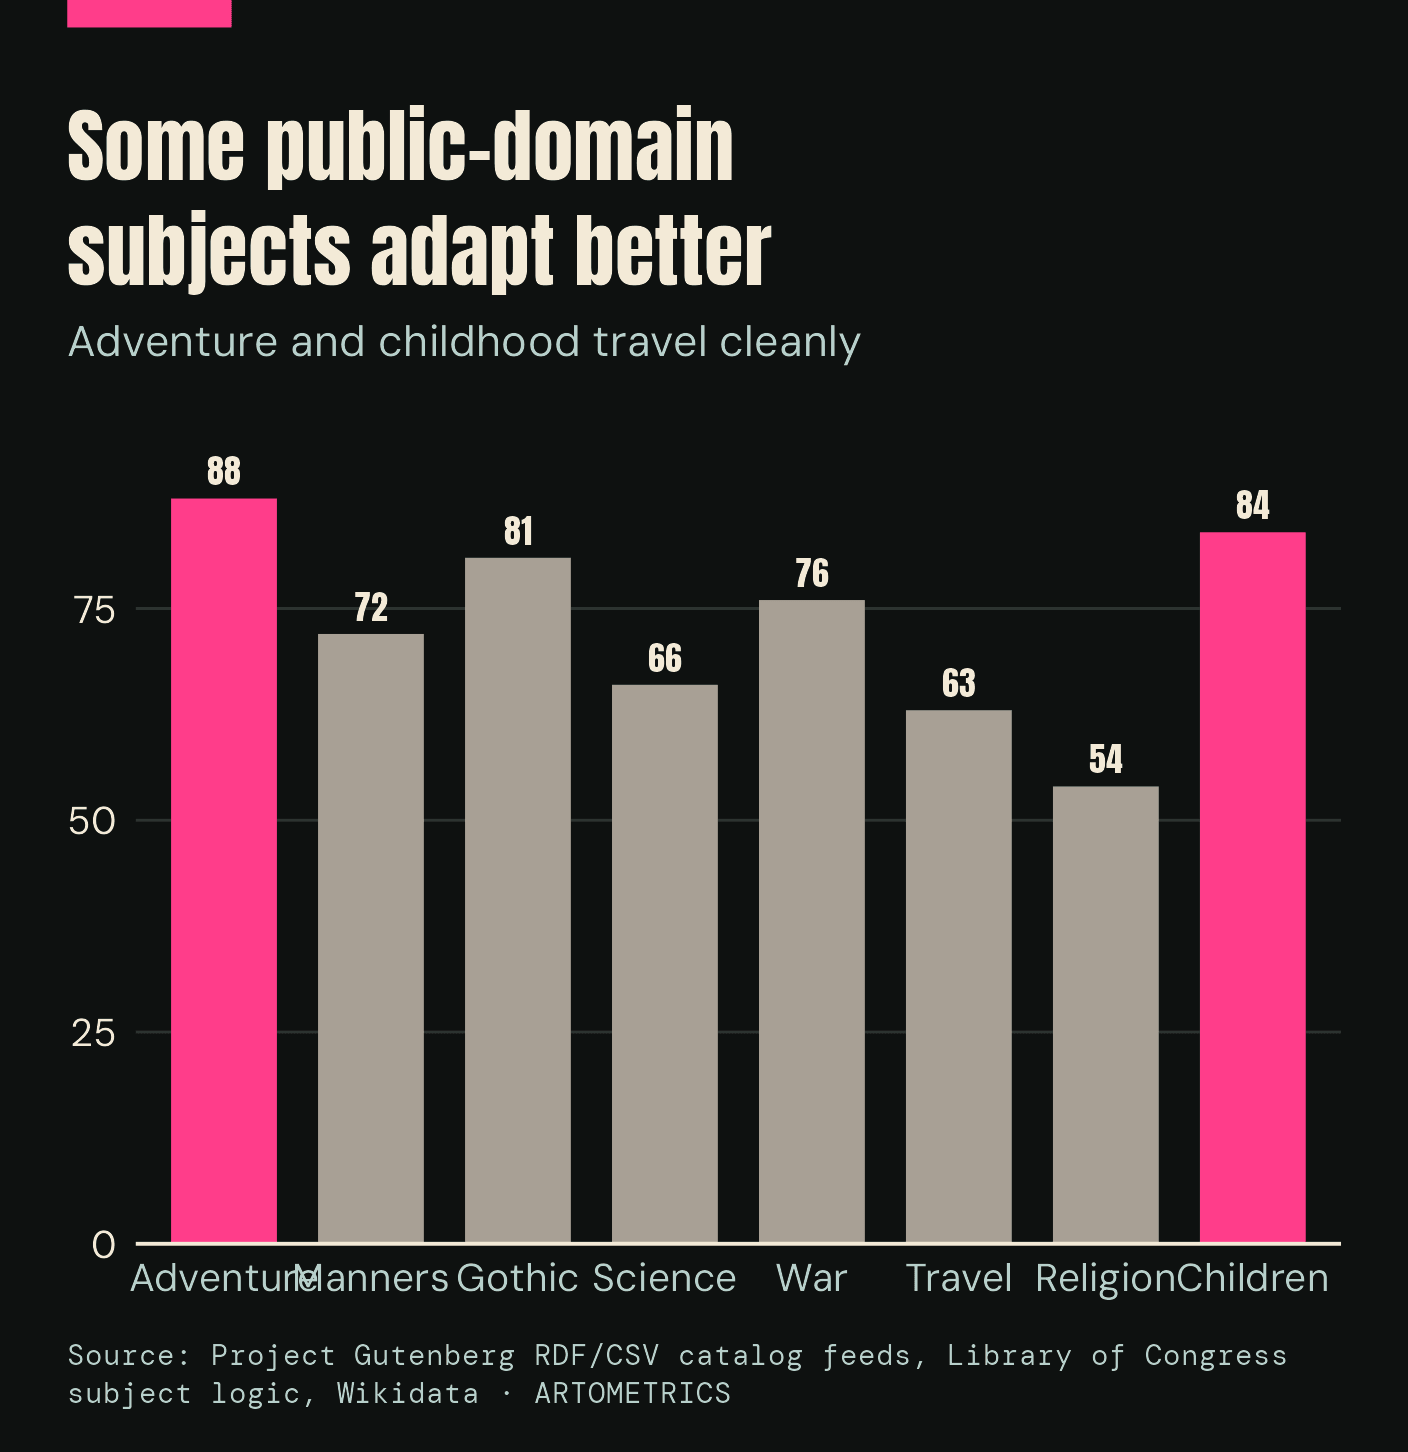 Some public-domain
subjects adapt better
Adventure and childhood travel cleanly
88
81
84
76
75
72
66
63
54
50
25
0
Adventure Manners Gothic Science War Travel Religion Children
Source: Project Gutenberg RDF/CSV catalog feeds, Library of Congress
subject logic, Wikidata · ARTOMETRICS